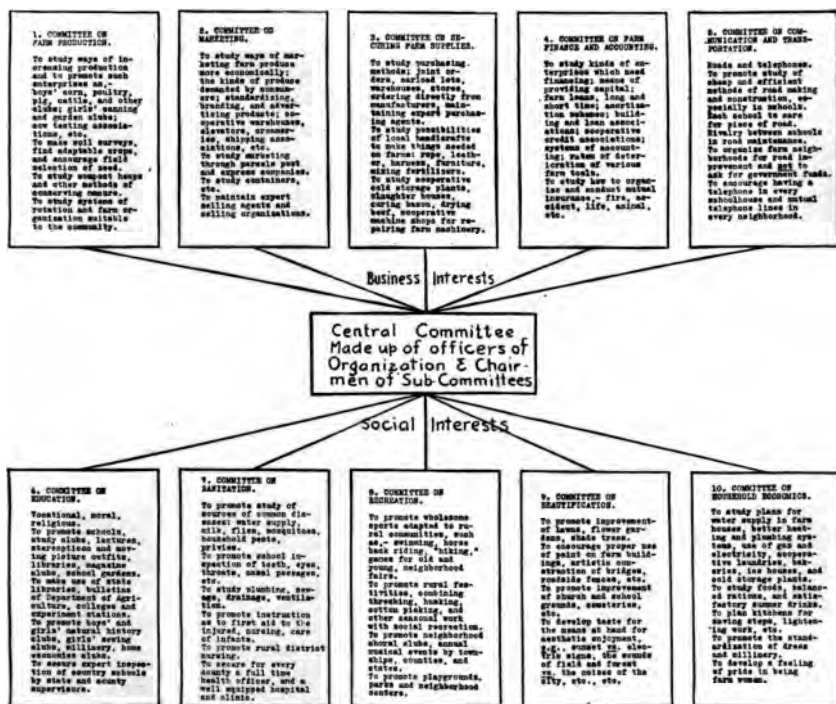 1. COMMITTEE ON
FARM PRODUCTION.
To study ways of in-
creasing production
and to promote such
enterprises as,-
boys' corn, poultry,
pig, cattle, and other
clubs; girls' canning
and garden clubs;
cow testing associa-
tions, etc.
To make soil surveys,
find adaptable crops,
and encourage field
selection of seed.
To study compost heaps
and other methods of
conserving manure.
To study systems of
rotation and farm or-
ganization suitable
to the community.
2. COMMITTEE ON
MARKETING.
To study ways of mar-
keting farm produce
more economically;
the kinds of produce
demanded by consum-
ers; standardizing,
branding, and adver-
tising products; co-
operative warehouses,
elevators, creamer-
ies, shipping asso-
ciations, etc.
To study marketing
through parcels post
and express companies.
To study containers,
etc.
To maintain expert
selling agents and
selling organizations.
3. COMMITTEE ON SE-
CURING FARM SUPPLIES.
To study purchasing
methods; joint or-
ders, carload lots,
warehouses, stores,
ordering directly from
manufacturers, main-
taining expert purchas-
ing agents.
To study possibilities
of local handicrafts
to make things needed
on farms: rope, leath-
er, harness, furniture,
mixing fertilizers.
To study cooperative
cold storage plants,
slaughter houses,
curing bacon, drying
beef, cooperative
machine shops for re-
pairing farm machinery.
4. COMMITTEE ON FARM
FINANCE AND ACCOUNTING.
To study kinds of en-
terprises which need
financing; means of
providing capital;
farm loans, long and
short time; amortiza-
tion schemes; build-
ing and loan associ-
ations; cooperative
credit associations;
systems of account-
ing; rates of dete-
rioration of various
farm tools.
To study how to organ-
ize and conduct mutual
insurance,- fire, ac-
cident, life, animal,
etc.
5. COMMITTEE ON COM-
MUNICATION AND TRANS-
PORTATION.
Roads and telephones.
To promote study of
cheap and efficient
methods of road making
and construction, es-
pecially in schools.
Each school to care
for piece of road.
Rivalry between schools
in road maintenance.
To organize farm neigh-
borhoods for road im-
provement and not to
ask for government funds.
To encourage having a
telephone in every
schoolhouse and mutual
telephone lines in
every neighborhood.
Business Interests
Central Committee
Made up of officers of
Organization & Chair-
men of Sub-Committees
Social Interests
6. COMMITTEE ON
EDUCATION.
Vocational, moral,
religious.
To promote schools,
study clubs, lectures,
stereopticon and mov-
ing picture outfits,
libraries, magazine
clubs, school gardens.
To make use of state
libraries, bulletins
of Department of Agri-
culture, colleges and
experiment stations.
To promote boys' and
girls' natural history
clubs, girls' sewing
clubs, millinery, home
economics clubs.
To secure expert inspec-
tion of country schools
by state and county
supervisors.
7. COMMITTEE ON
SANITATION.
To promote study of
sources of common dis-
eases: water supply,
milk, flies, mosquitoes,
household pests,
privies.
To promote school in-
spection of teeth, eyes,
throats, nasal passages,
etc.
To study plumbing, sew-
age, drainage, ventila-
tion.
To promote instruction
as to first aid to the
injured, nursing, care
of infants.
To promote rural district
nursing.
To secure for every
county a full time
health officer, and a
well equipped hospital
and clinic.
8. COMMITTEE ON
RECREATION.
To promote wholesome
sports adapted to ru-
ral communities, such
as,- swimming, horse
back riding, "hiking,"
games for old and
young, neighborhood
fairs.
To promote rural fes-
tivities, combining
threshing, husking,
cotton picking, and
other seasonal work
with social recreation.
To promote neighborhood
choral clubs, annual
musical events by town-
ships, counties, and
states.
To promote playgrounds,
parks and neighborhood
centers.
9. COMMITTEE ON
BEAUTIFICATION.
To promote improvement-
of lawns, flower gar-
dens, shade trees.
To encourage proper use
of paint on farm build-
ings, artistic con-
struction of bridges,
roadside fences, etc.
To promote improvement
of church and school
grounds, cemeteries,
etc.
To develop taste for
the means at hand for
aesthetic enjoyment,
e.g., sunset vs. elec-
tric signs, the sounds
of field and forest
vs. the noises of the
city, etc., etc.
10. COMMITTEE ON
HOUSEHOLD ECONOMICS.
To study plans for
water supply in farm
houses, water heat-
ing and plumbing sys-
tems, use of gas and
electricity, coopera-
tive laundries, bak-
eries, ice houses, and
cold storage plants.
To study foods, balanc-
ed rations, and satis-
factory summer drinks.
To plan kitchens for
saving steps, lighten-
ing work, etc.
To promote the stand-
ardization of dress
and millinery.
To develop a feeling
of pride in being
farm women.